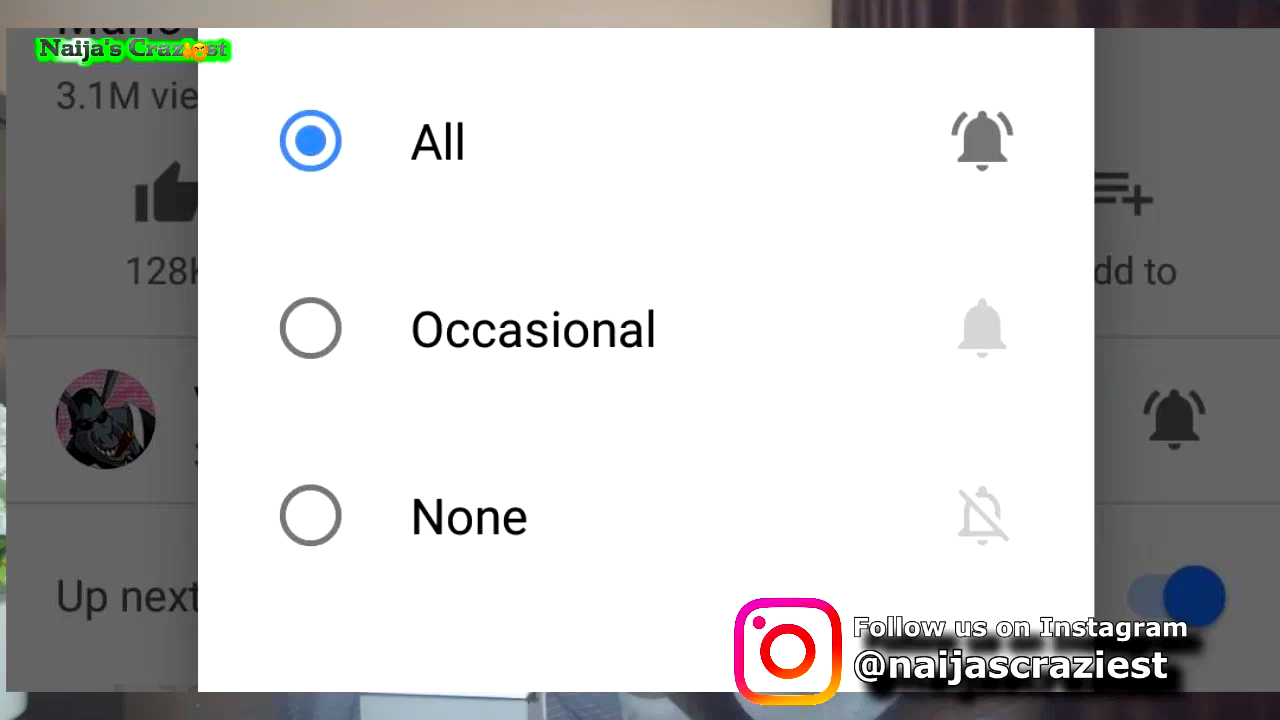 Naija's Craziest
3.1M vie
All
128K
dd to
Occasional
None
Up next
Follow us on Instagram
@naijascraziest